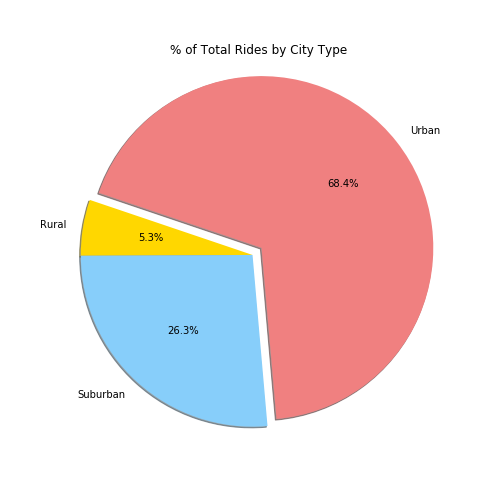 % of Total Rides by City Type
Urban
68.4%
Rural
5.3%
26.3%
Suburban